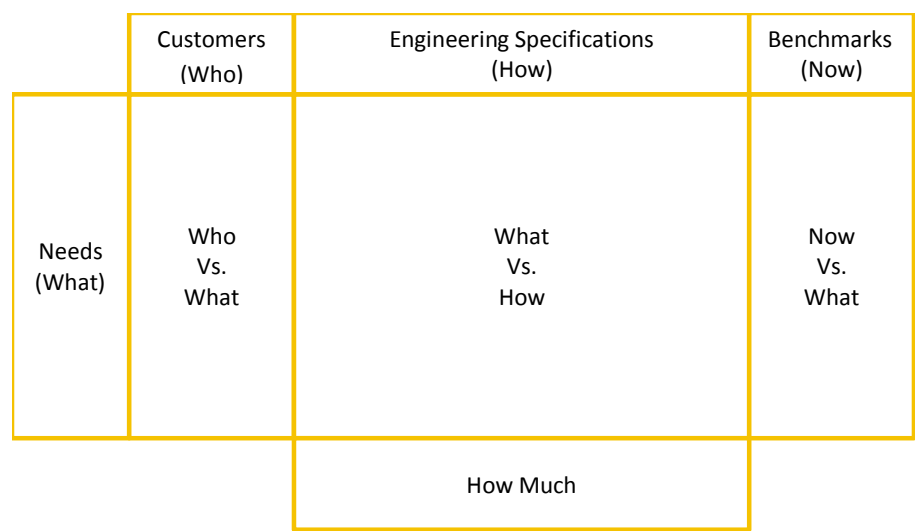 Customers
(Who)
Engineering Specifications
(How)
Benchmarks
(Now)
Needs
(What)
Who
Vs.
What
What
Vs.
How
Now
Vs.
What
How Much